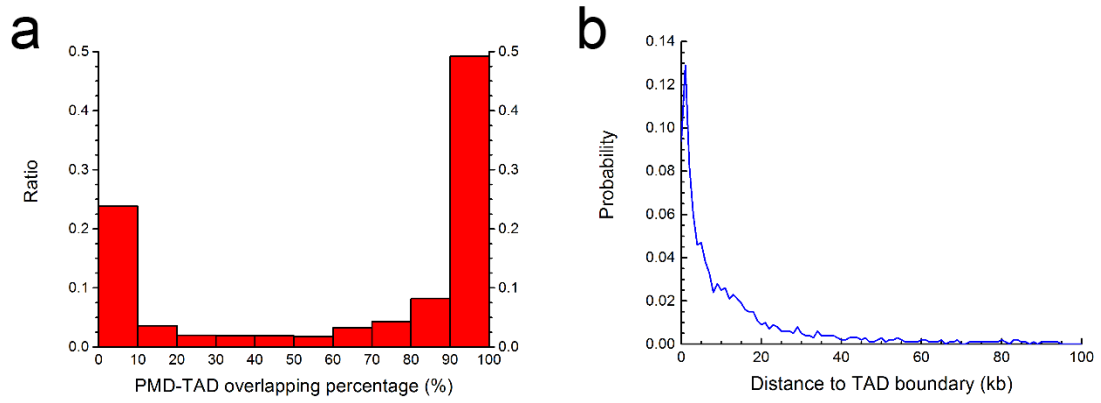 a
0.5
0.4
0.3
0.2
0.1
0.0
Ratio
0.5
0.4
0.3
0.2
0.1
0.0
0 10 20 30 40 50 60 70 80 90 100
PMD-TAD overlapping percentage (%)
b
0.14
0.12
0.10
0.08
0.06
0.04
0.02
0.00
Probability
0 20 40 60 80 100
Distance to TAD boundary (kb)